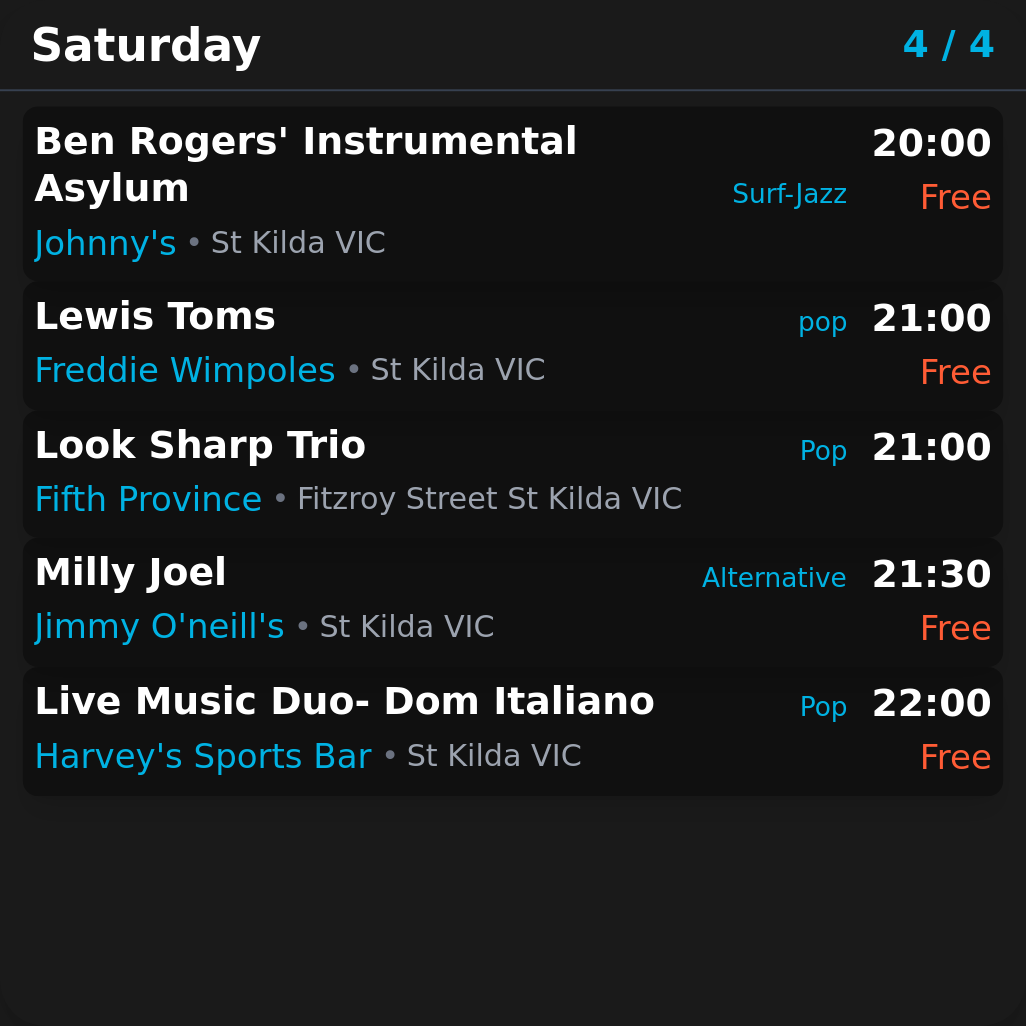 Saturday 4 / 4
Ben Rogers' Instrumental 20:00
Asylum Surf-Jazz Free
Johnny's • St Kilda VIC
Lewis Toms pop 21:00
Freddie Wimpoles • St Kilda VIC Free
Look Sharp Trio Pop 21:00
Fifth Province • Fitzroy Street St Kilda VIC
Milly Joel Alternative 21:30
Jimmy O'neill's • St Kilda VIC Free
Live Music Duo- Dom Italiano Pop 22:00
Harvey's Sports Bar • St Kilda VIC Free